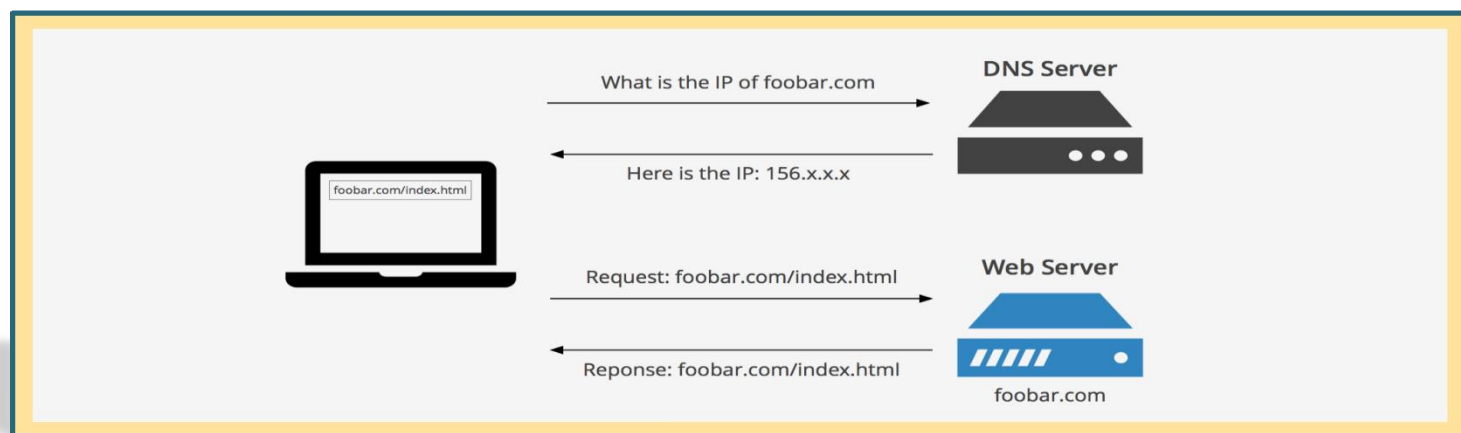 What is the IP of foobar.com
DNS Server
Here is the IP: 156.x.x.x
foobar.com/index.html
Request: foobar.com/index.html
Web Server
Reponse: foobar.com/index.html
foobar.com